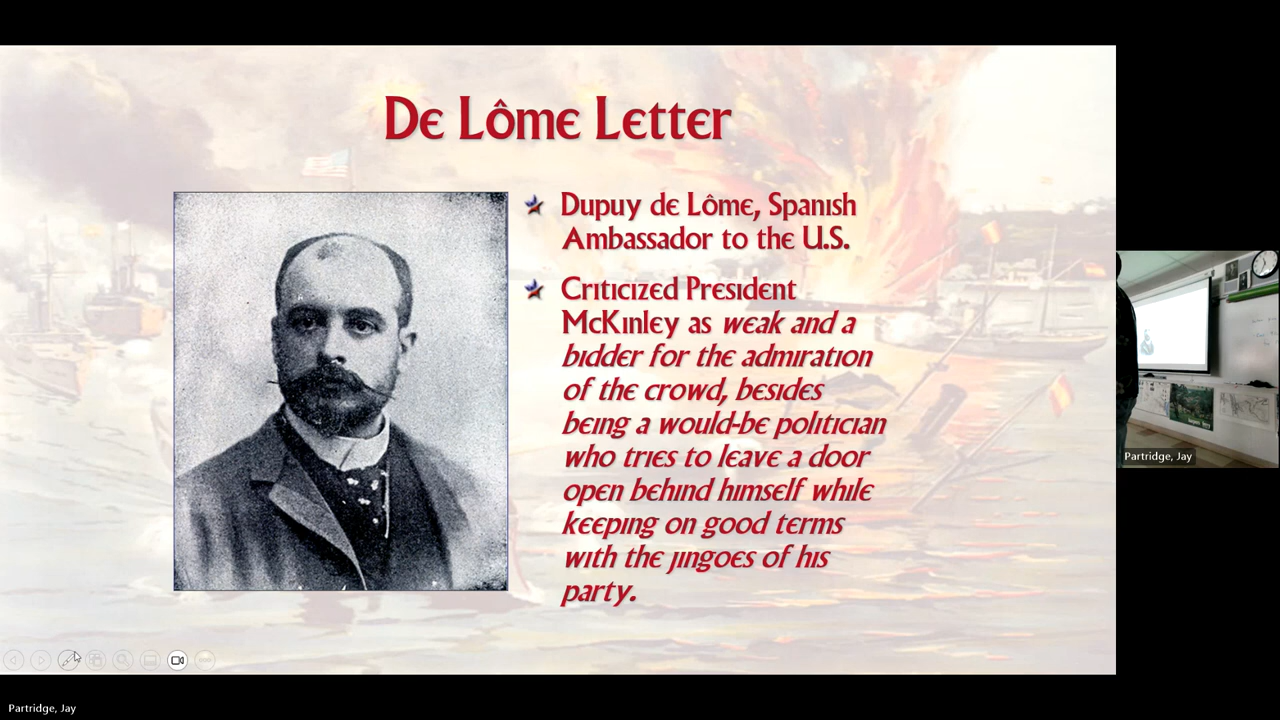 De Lôme Letter
Dupuy de Lôme, Spanish
Ambassador to the U.S.
Criticized President
McKinley as weak and a
bidder for the admiration
of the crowd, besides
being a would-be politician
who tries to leave a door
open behind himself while
keeping on good terms
with the jingoes of his
party.
Partridge, Jay
Partridge, Jay